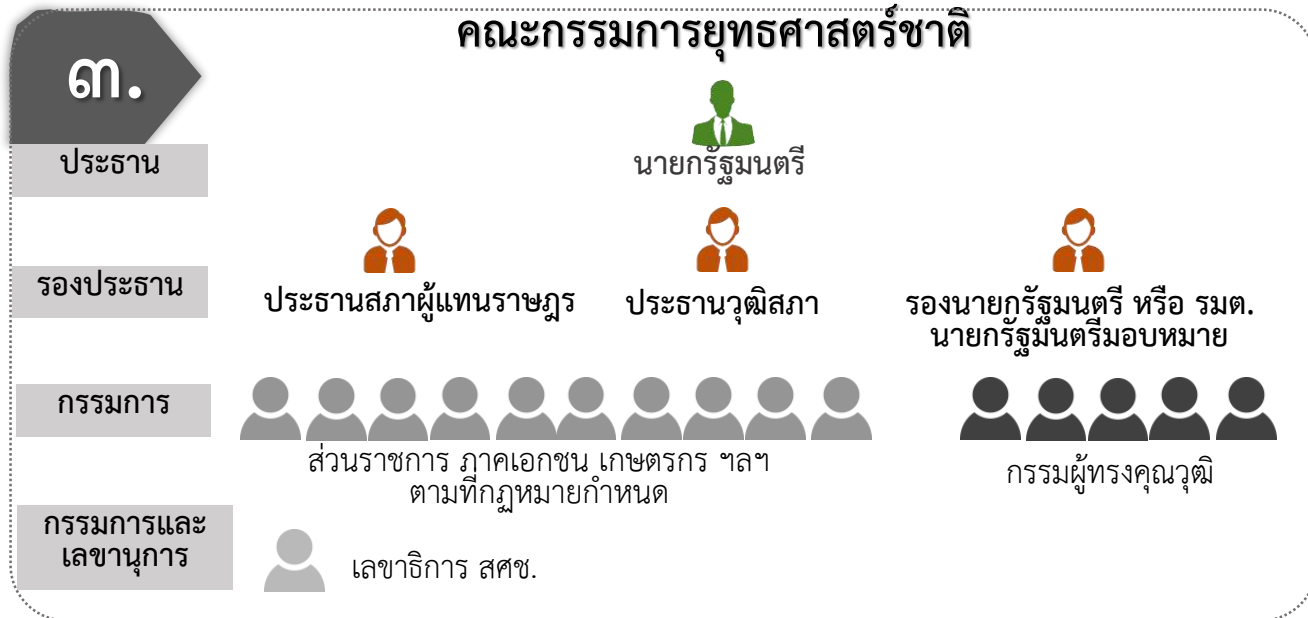 ๓.
คณะกรรมการยุทธศาสตร์ชาติ
ประธาน
นายกรัฐมนตรี
รองประธาน
ประธานสภาผู้แทนราษฎร
ประธานวุฒิสภา
รองนายกรัฐมนตรี หรือ รมต.
นายกรัฐมนตรีมอบหมาย
กรรมการ
ส่วนราชการ ภาคเอกชน เกษตรกร ฯลฯ
ตามที่กฎหมายกำหนด
กรรมผู้ทรงคุณวุฒิ
กรรมการและ
เลขานุการ
เลขาธิการ สศช.